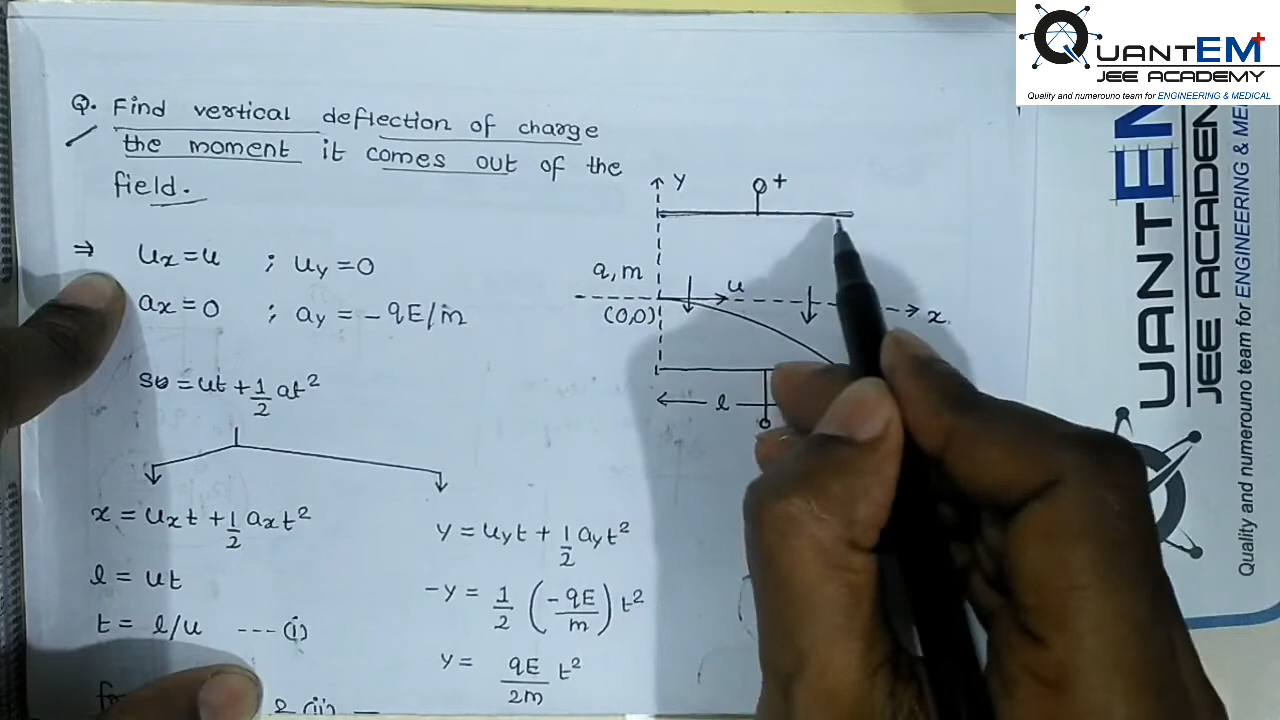 QUANTEM+
JEE ACADEMY
Quality and numerouno team for ENGINEERING & MEDICAL
Q. Find vertical deflection of charge
the moment it comes out of the
field.
⇒ ux = u ; uy = 0
ax = 0 ; ay = -qE/m
s = ut + 1/2 at²
x = uxt + 1/2 axt²
l = ut
t = l/u ---(i)
y = uyt + 1/2 ayt²
-y = 1/2 (-qE/m) t²
y = qE/2m t²
y
+
q, m
u
(0,0)
x
l
UANTEM
JEE ACADEMY
Quality and numerouno team for ENGINEERING & ME